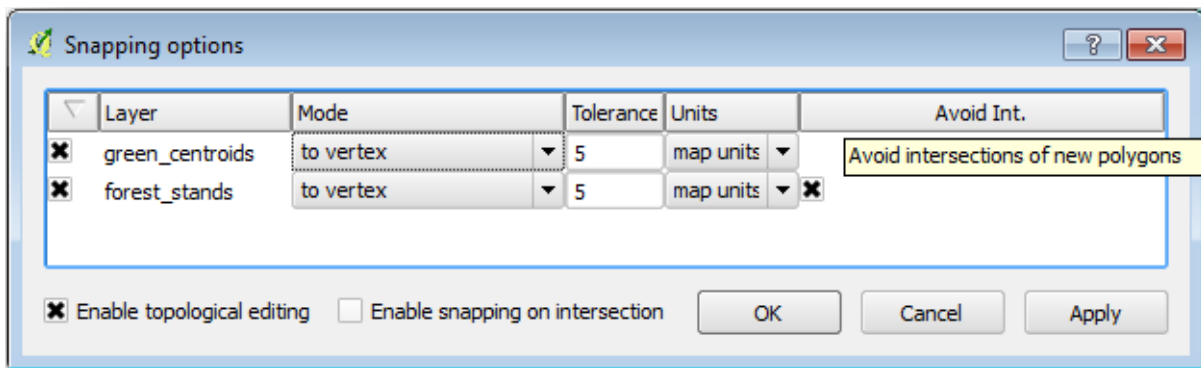 Snapping options
Layer Mode Tolerance Units Avoid Int.
green_centroids to vertex 5 map units Avoid intersections of new polygons
forest_stands to vertex 5 map units
Enable topological editing Enable snapping on intersection OK Cancel Apply